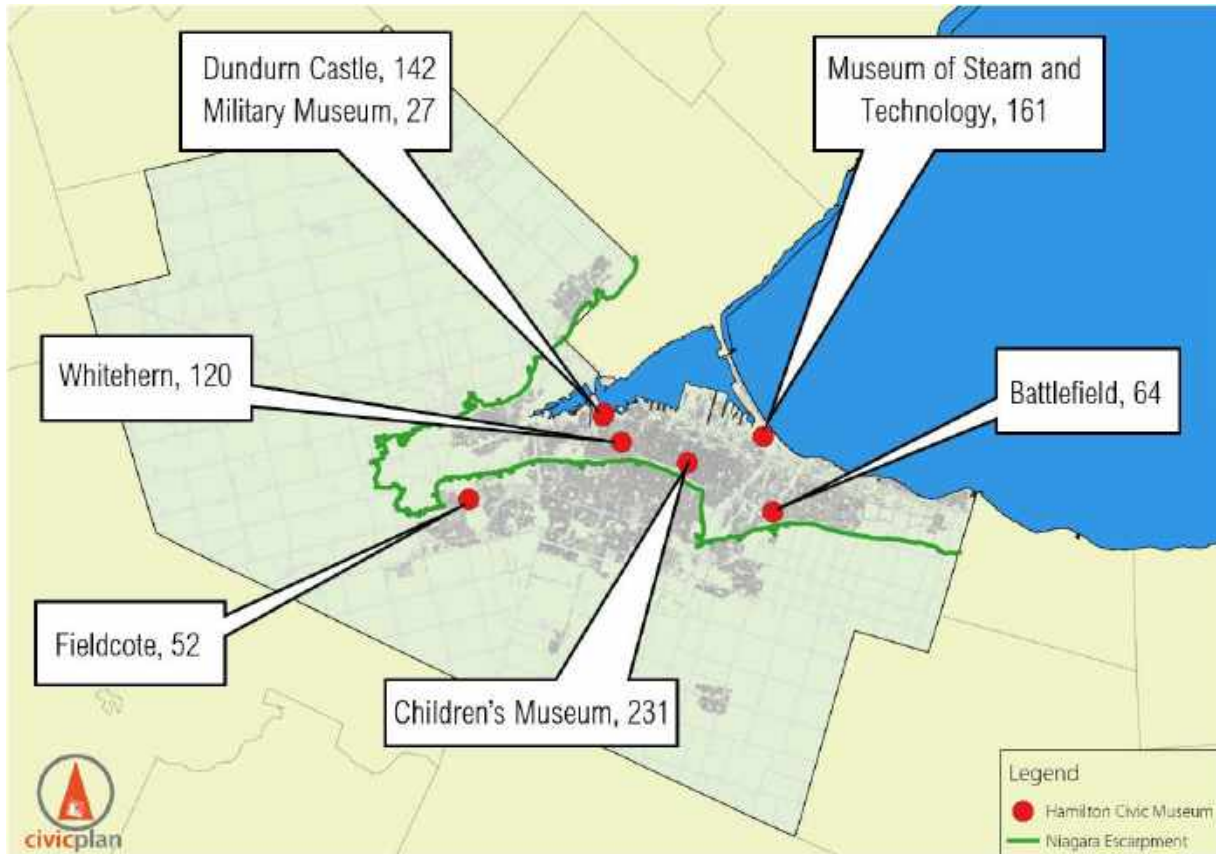 Dundurn Castle, 142
Military Museum, 27
Museum of Steam and
Technology, 161
Whitehern, 120
Battlefield, 64
Fieldcote, 52
Children's Museum, 231
civicplan
Legend
Hamilton Civic Museum
Niagara Escarpment